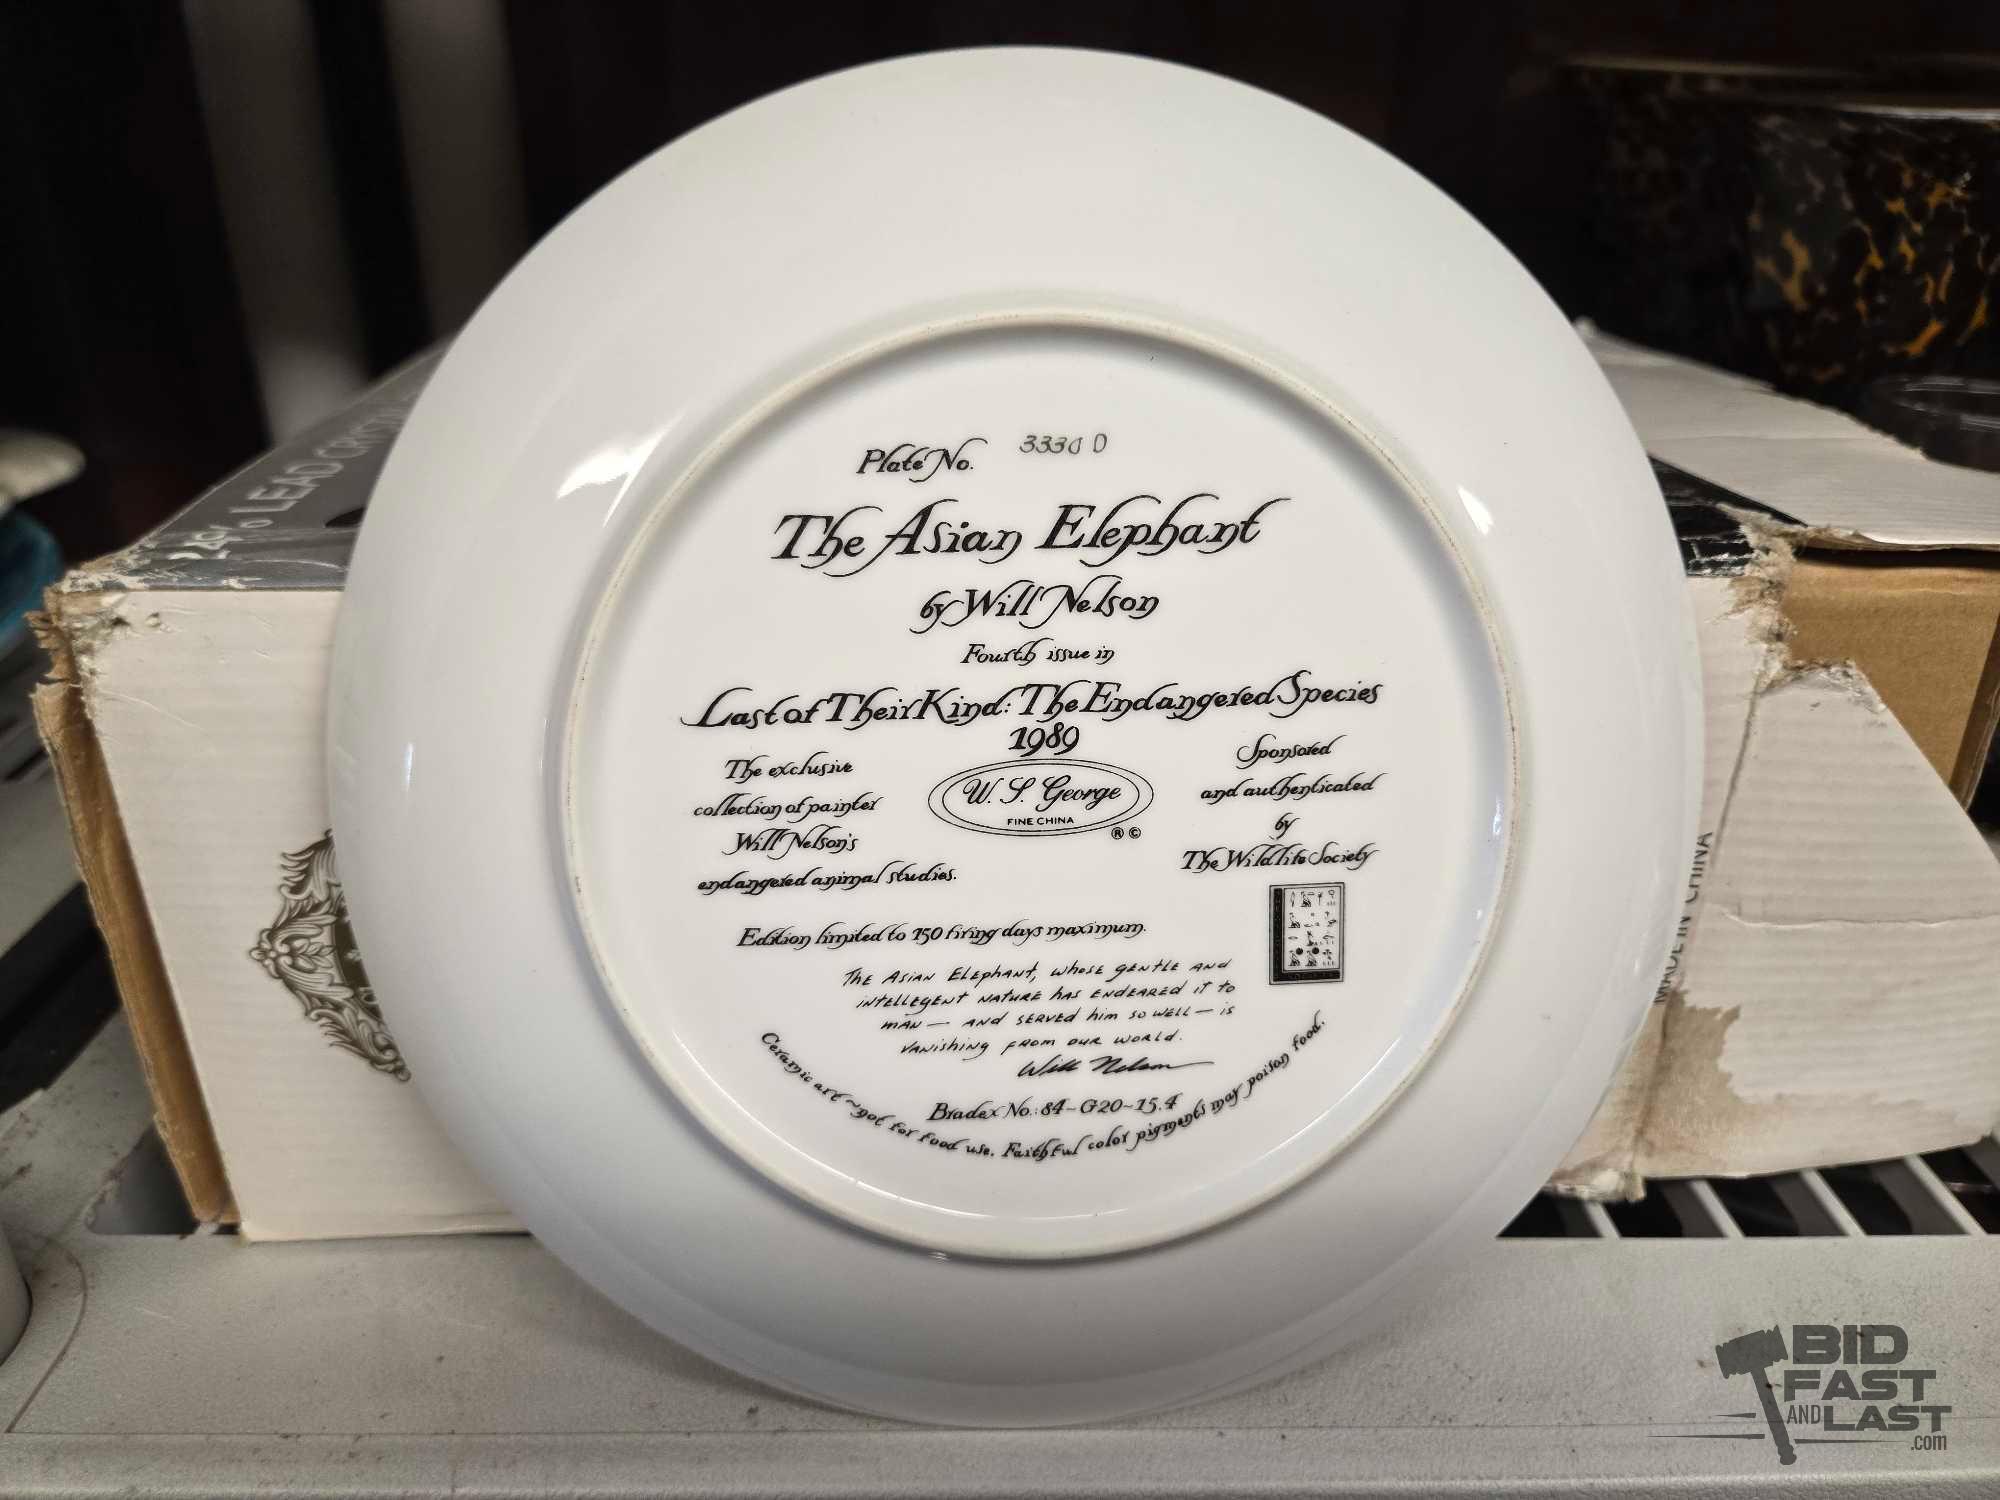 Plate No. 3330 D
The Asian Elephant
by Will Nelson
Fourth issue in
Last of Their Kind: The Endangered Species
1989
The exclusive
collection of painter
Will Nelson's
endangered animal studies.
W. S. George
FINE CHINA
® ©
Sponsored
and authenticated
by
The Wildlife Society
Edition limited to 150 firing days maximum.
THE ASIAN ELEPHANT, WHOSE GENTLE AND
INTELLEGENT NATURE HAS ENDEARED IT TO
MAN — AND SERVED HIM SO WELL — IS
VANISHING FROM OUR WORLD.
Will Nelson
Bradex No.: 84-G20-15.4
Ceramic art ~ not for food use. Faithful color pigments may poison food.
24% LEAD CRYST
MADE IN CHINA
BID
FAST
AND LAST
.com